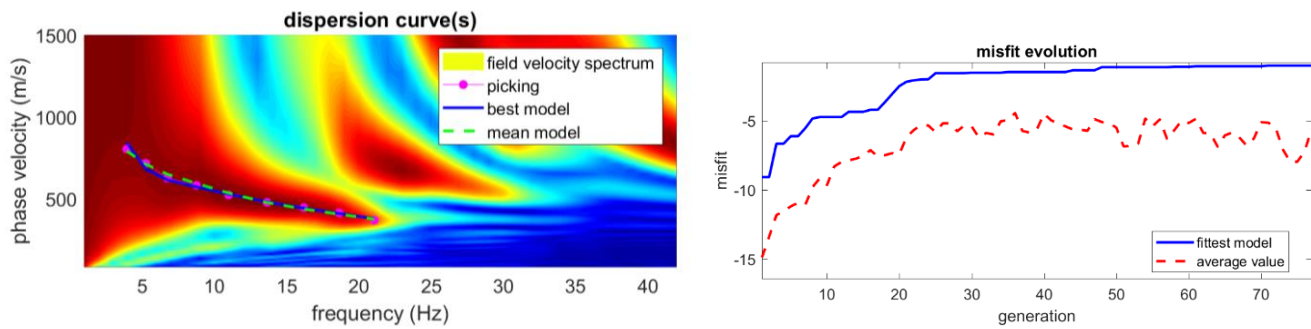 dispersion curve(s)
1500
1000
500
phase velocity (m/s)
field velocity spectrum
picking
best model
mean model
5 10 15 20 25 30 35 40
frequency (Hz)
misfit evolution
-5
-10
-15
misfit
fittest model
average value
10 20 30 40 50 60 70
generation